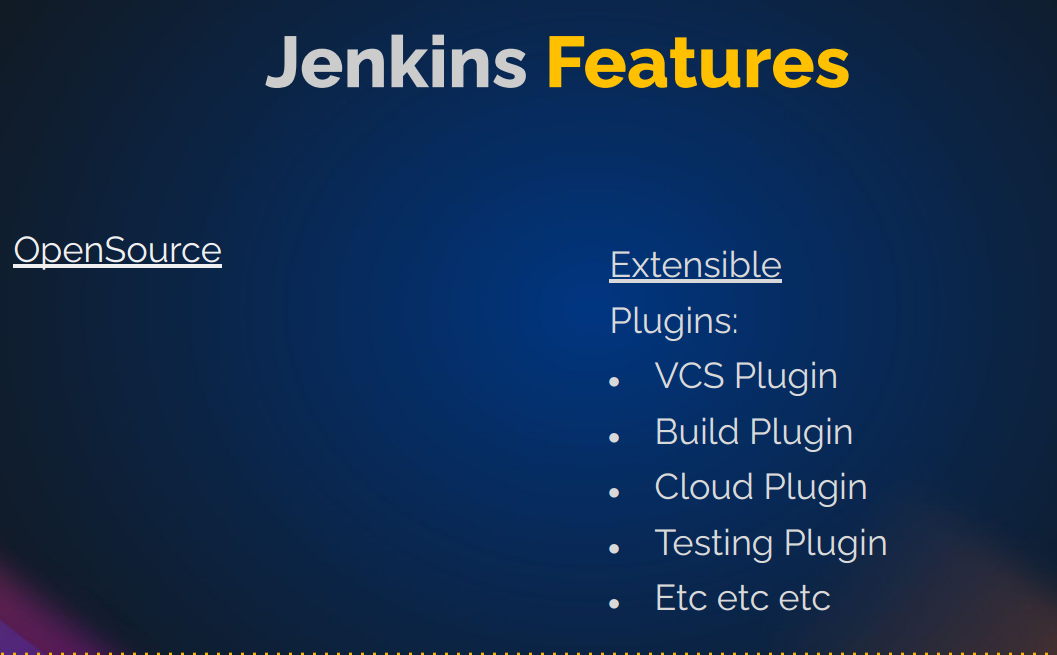 Jenkins Features
OpenSource
Extensible
Plugins:
• VCS Plugin
• Build Plugin
• Cloud Plugin
• Testing Plugin
• Etc etc etc